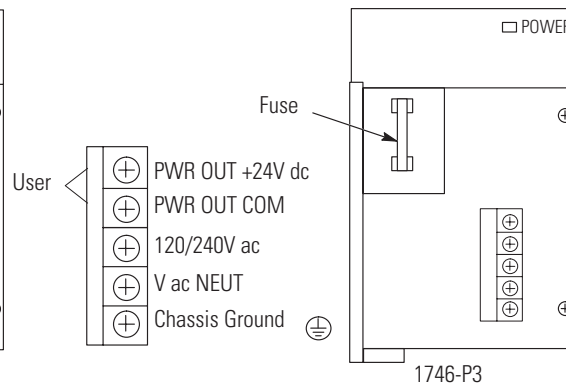 POWER
Fuse
User
PWR OUT +24V dc
PWR OUT COM
120/240V ac
V ac NEUT
Chassis Ground
1746-P3